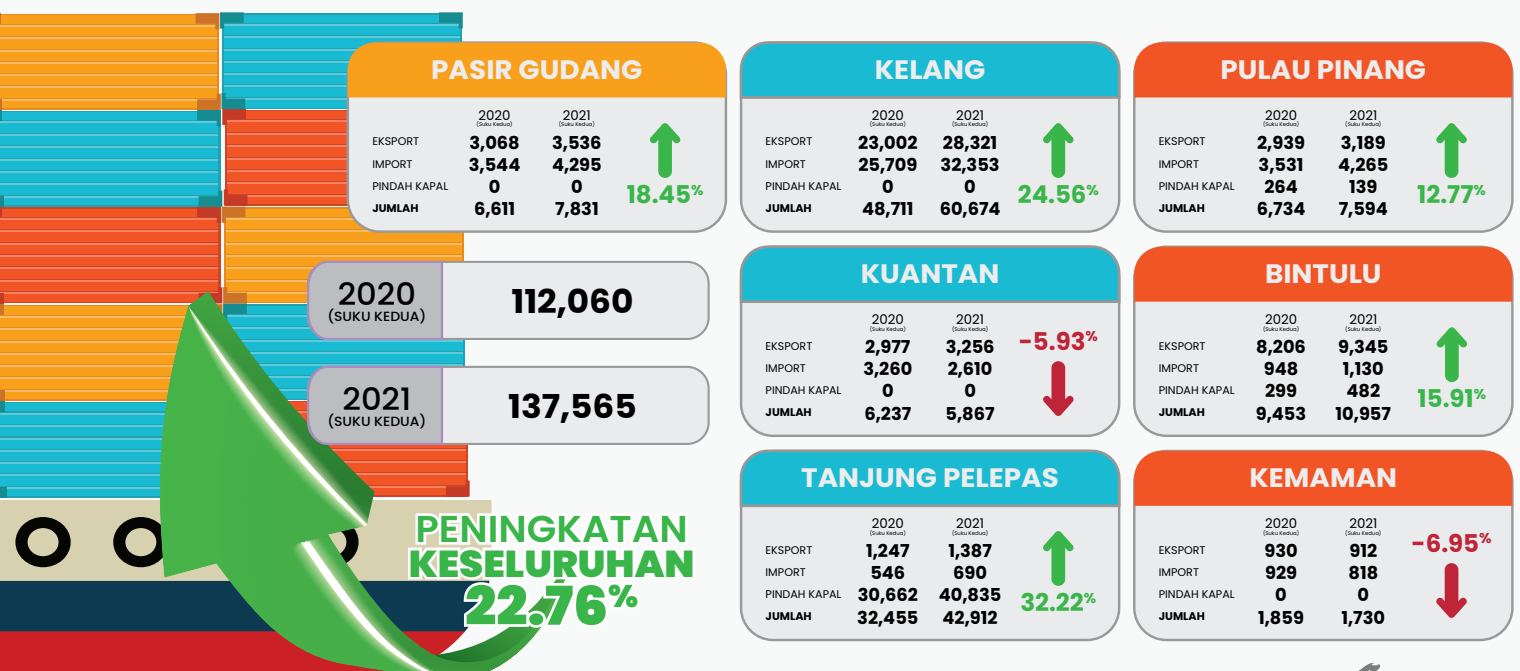 PASIR GUDANG
2020 2021
(Suku Kedua) (Suku Kedua)
EKSPORT 3,068 3,536
IMPORT 3,544 4,295
PINDAH KAPAL 0 0
JUMLAH 6,611 7,831
18.45%
KELANG
2020 2021
(Suku Kedua) (Suku Kedua)
EKSPORT 23,002 28,321
IMPORT 25,709 32,353
PINDAH KAPAL 0 0
JUMLAH 48,711 60,674
24.56%
PULAU PINANG
2020 2021
(Suku Kedua) (Suku Kedua)
EKSPORT 2,939 3,189
IMPORT 3,531 4,265
PINDAH KAPAL 264 139
JUMLAH 6,734 7,594
12.77%
2020
(SUKU KEDUA)
112,060
2021
(SUKU KEDUA)
137,565
KUANTAN
2020 2021
(Suku Kedua) (Suku Kedua)
EKSPORT 2,977 3,256
IMPORT 3,260 2,610
PINDAH KAPAL 0 0
JUMLAH 6,237 5,867
-5.93%
BINTULU
2020 2021
(Suku Kedua) (Suku Kedua)
EKSPORT 8,206 9,345
IMPORT 948 1,130
PINDAH KAPAL 299 482
JUMLAH 9,453 10,957
15.91%
PENINGKATAN
KESELURUHAN
22.76%
TANJUNG PELEPAS
2020 2021
(Suku Kedua) (Suku Kedua)
EKSPORT 1,247 1,387
IMPORT 546 690
PINDAH KAPAL 30,662 40,835
JUMLAH 32,455 42,912
32.22%
KEMAMAN
2020 2021
(Suku Kedua) (Suku Kedua)
EKSPORT 930 912
IMPORT 929 818
PINDAH KAPAL 0 0
JUMLAH 1,859 1,730
-6.95%